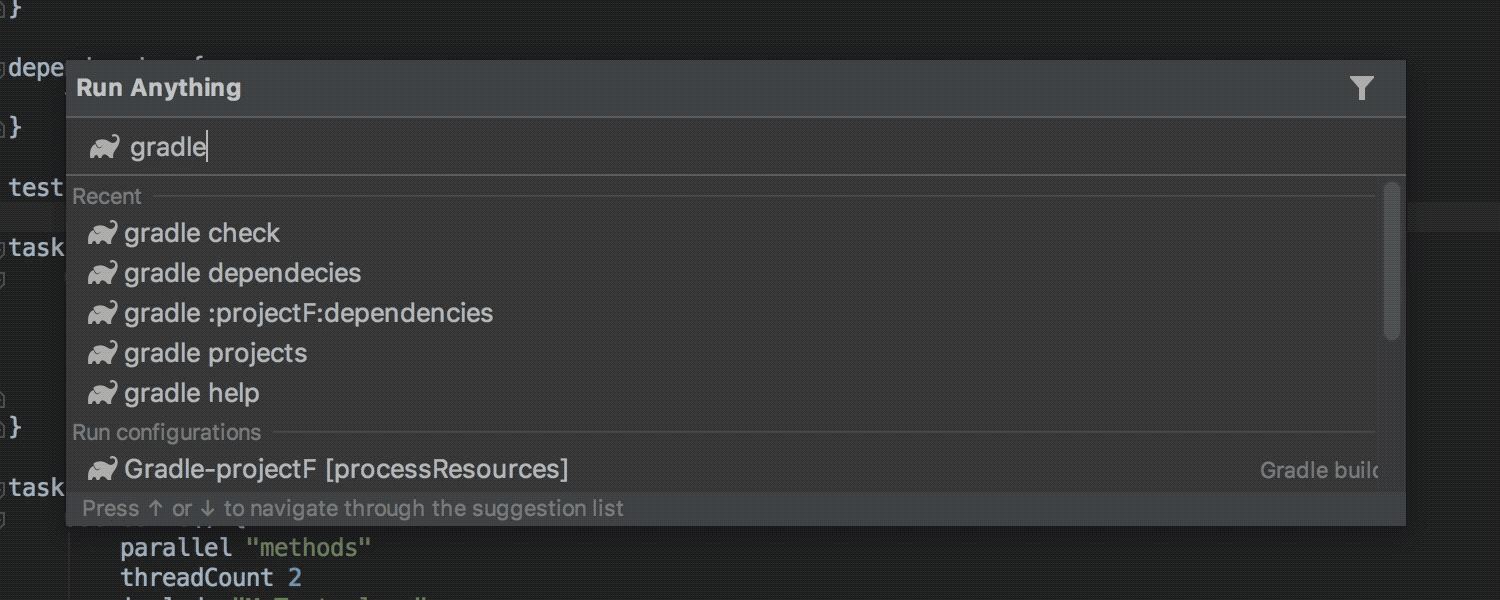 }
depe
Run Anything
gradle
}
test
Recent
gradle check
task
gradle dependecies
gradle :projectF:dependencies
gradle projects
gradle help
}
Run configurations
Gradle-projectF [processResources] Gradle buil
task
Press ↑ or ↓ to navigate through the suggestion list
parallel "methods"
threadCount 2